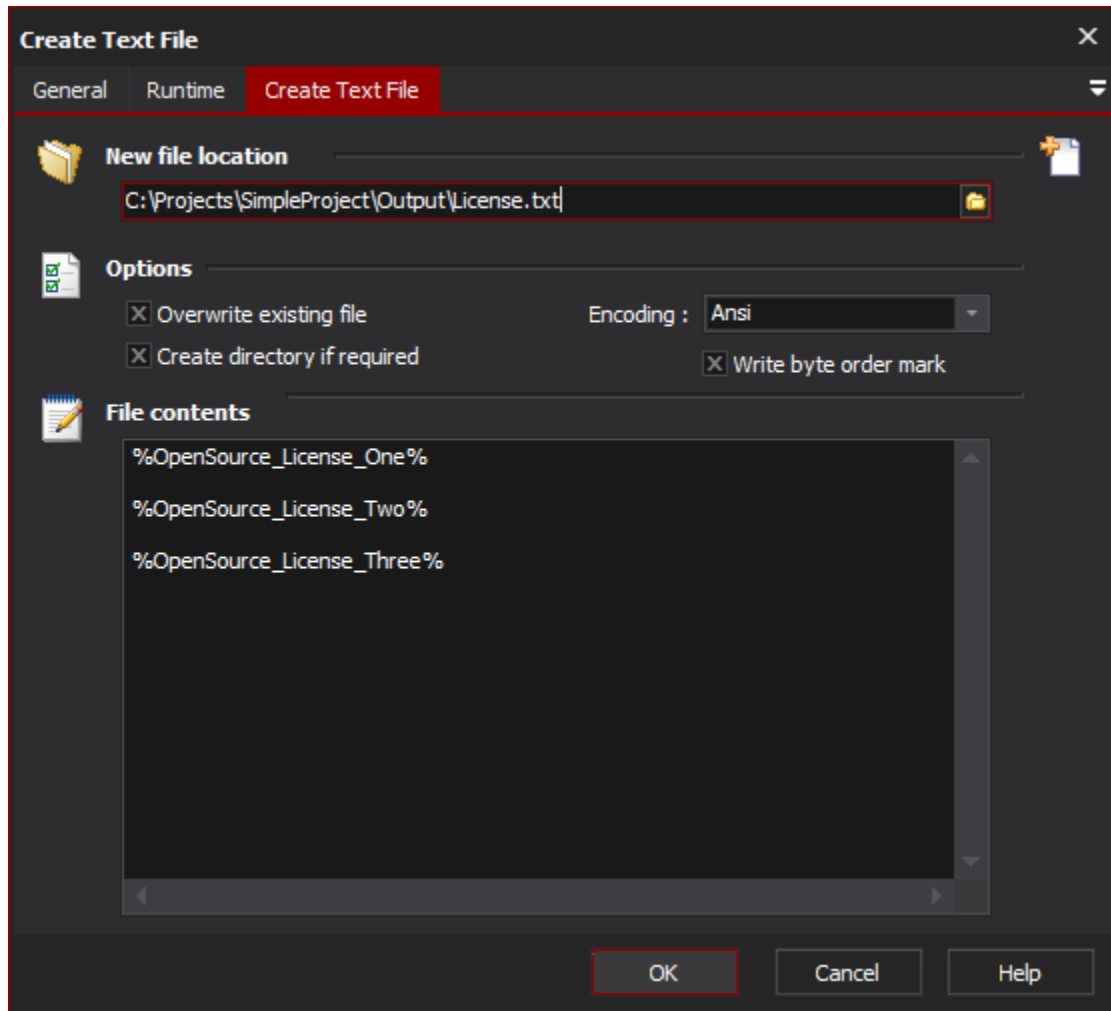 Create Text File
General Runtime Create Text File
New file location
C:\Projects\SimpleProject\Output\License.txt
Options
Overwrite existing file Encoding : Ansi
Create directory if required Write byte order mark
File contents
%OpenSource_License_One%
%OpenSource_License_Two%
%OpenSource_License_Three%
OK Cancel Help